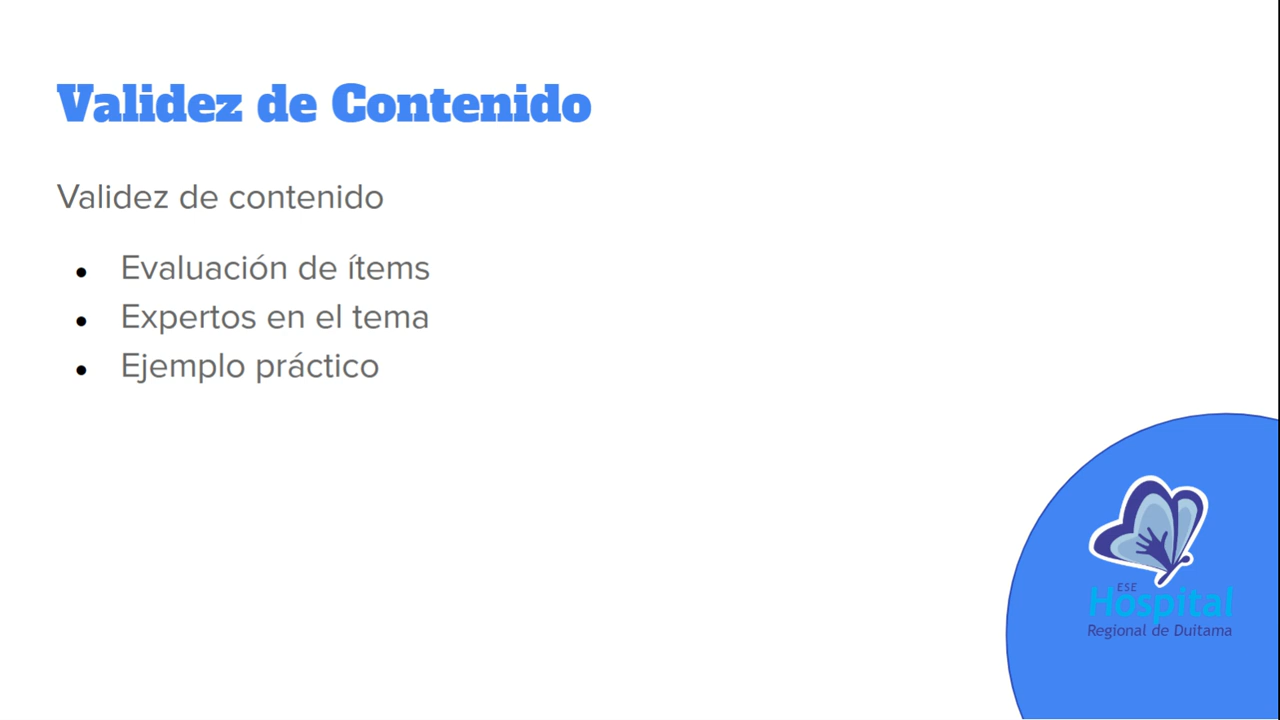 Validez de Contenido
Validez de contenido
● Evaluación de ítems
● Expertos en el tema
● Ejemplo práctico
ESE
Hospital
Regional de Duitama